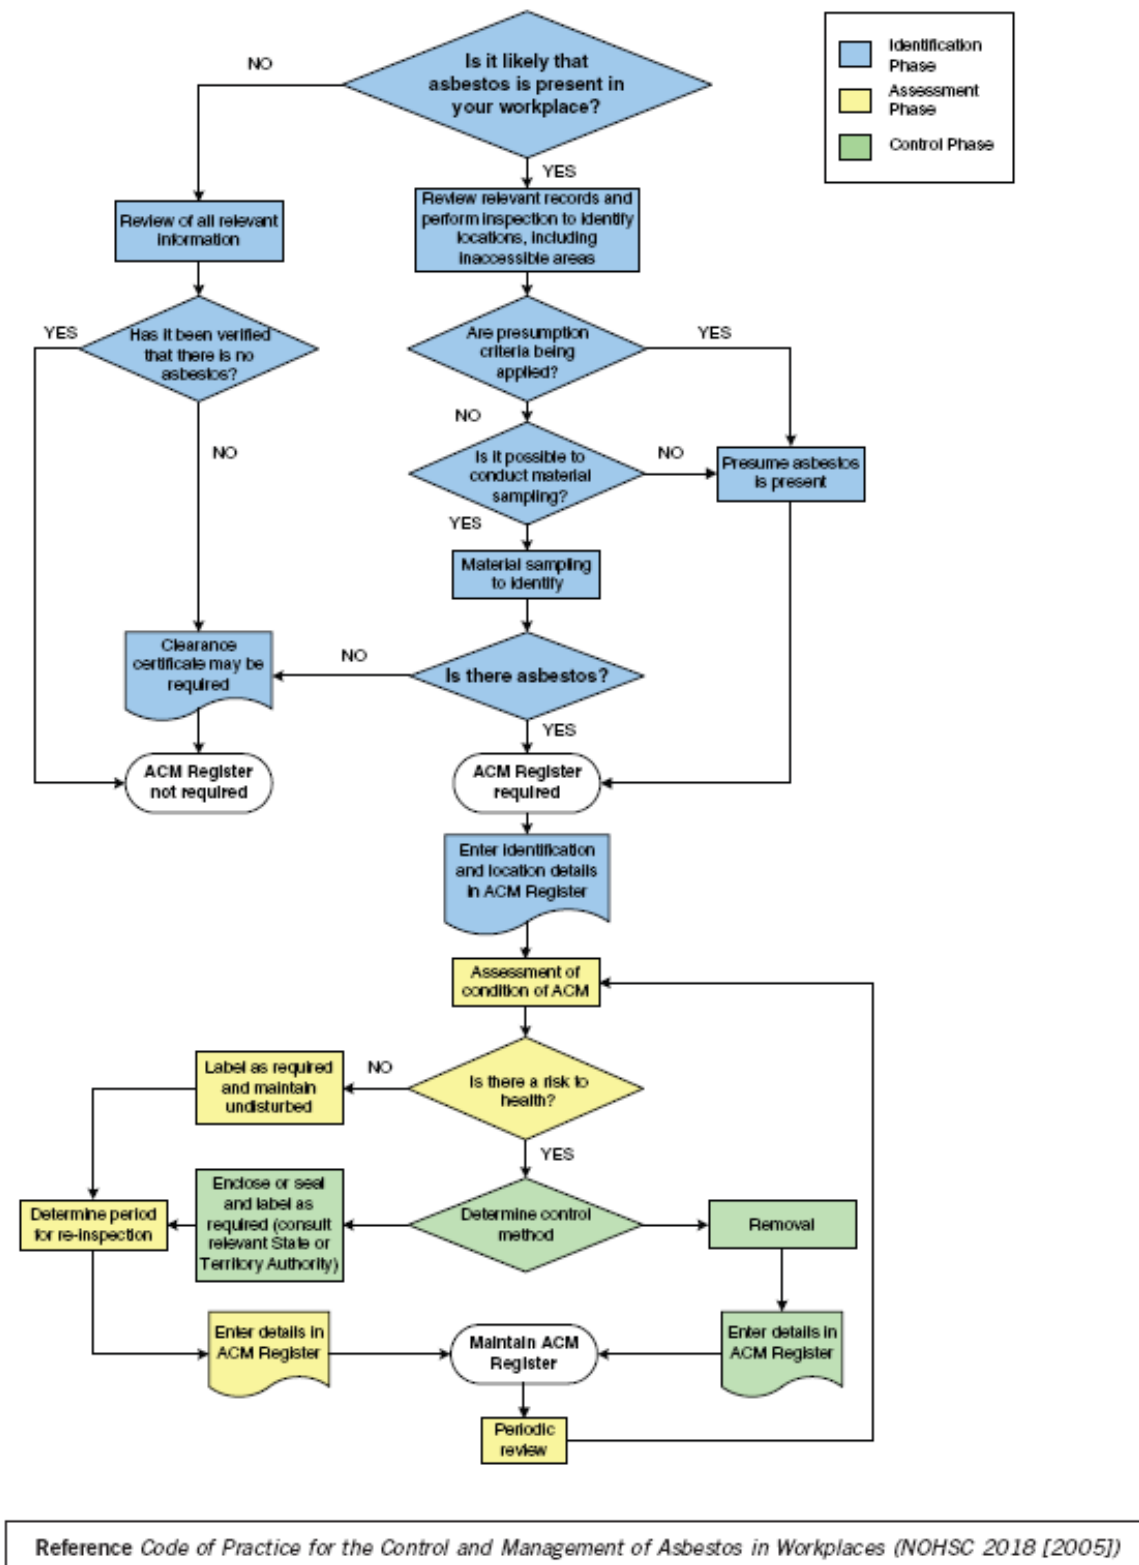 Is it likely that
asbestos is present in
your workplace?
NO
YES
Identification
Phase
Assessment
Phase
Control Phase
Review of all relevant
information
Review relevant records and
perform inspection to identify
locations, including
inaccessible areas
YES
Has it been verified
that there is no
asbestos?
NO
Are presumption
criteria being
applied?
YES
NO
Is it possible to
conduct material
sampling?
NO
Presume asbestos
is present
YES
Material sampling
to identify
Clearance
certificate may be
required
NO
Is there asbestos?
YES
ACM Register
not required
ACM Register
required
Enter identification
and location details
in ACM Register
Assessment of
condition of ACM
Label as required
and maintain
undisturbed
NO
Is there a risk to
health?
YES
Determine period
for re-inspection
Enclose or seal
and label as
required (consult
relevant State or
Territory Authority)
Determine control
method
Removal
Enter details in
ACM Register
Maintain ACM
Register
Enter details in
ACM Register
Periodic
review
Reference Code of Practice for the Control and Management of Asbestos in Workplaces (NOHSC 2018 [2005])